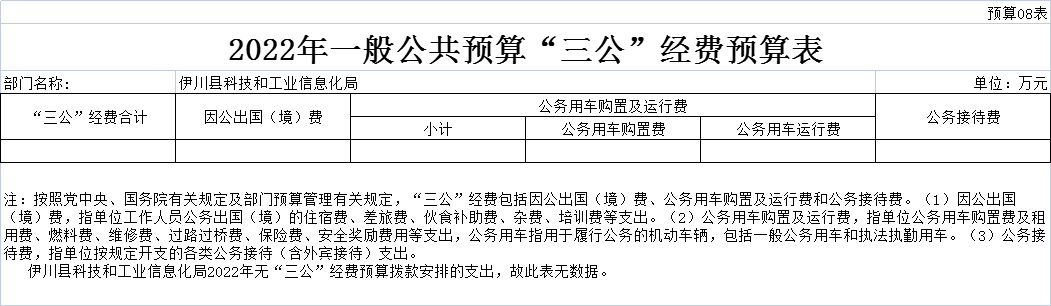 预算08表
2022年一般公共预算“三公”经费预算表
部门名称: 伊川县科技和工业信息化局 单位：万元
“三公”经费合计 因公出国（境）费 公务用车购置及运行费 公务接待费
小计 公务用车购置费 公务用车运行费
注：按照党中央、国务院有关规定及部门预算管理有关规定，“三公”经费包括因公出国（境）费、公务用车购置及运行费和公务接待费。（1）因公出国
（境）费，指单位工作人员公务出国（境）的住宿费、差旅费、伙食补助费、杂费、培训费等支出。（2）公务用车购置及运行费，指单位公务用车购置费及租
用费、燃料费、维修费、过路过桥费、保险费、安全奖励费用等支出，公务用车指用于履行公务的机动车辆，包括一般公务用车和执法执勤用车。（3）公务接
待费，指单位按规定开支的各类公务接待（含外宾接待）支出。
伊川县科技和工业信息化局2022年无“三公”经费预算拨款安排的支出，故此表无数据。